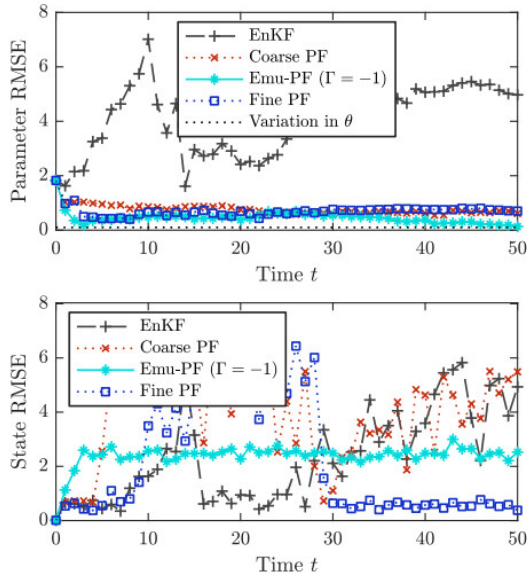 8
6
4
2
0
Parameter RMSE
EnKF
Coarse PF
Emu-PF (Γ = −1)
Fine PF
Variation in θ
0 10 20 30 40 50
Time t
8
6
4
2
0
State RMSE
EnKF
Coarse PF
Emu-PF (Γ = −1)
Fine PF
0 10 20 30 40 50
Time t